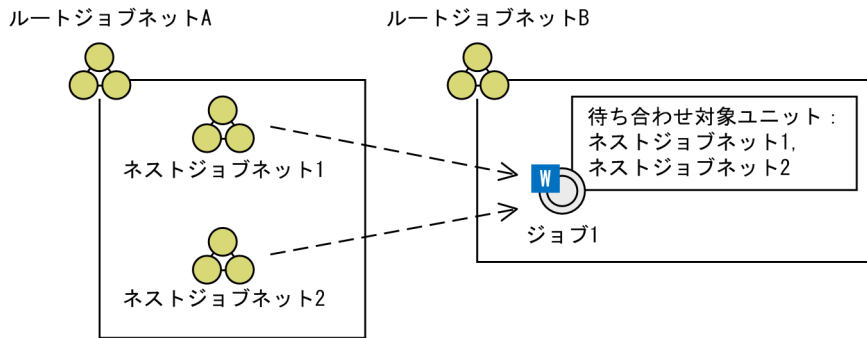 ルートジョブネットA
ルートジョブネットB
待ち合わせ対象ユニット：
ネストジョブネット1,
ネストジョブネット2
ネストジョブネット1
W
ジョブ1
ネストジョブネット2